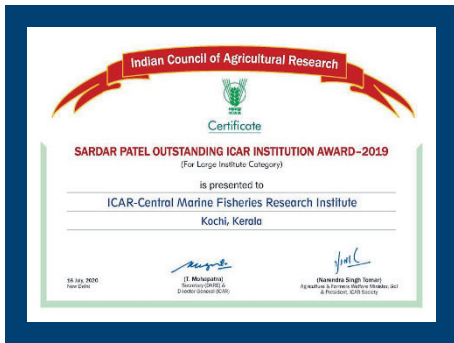 Indian Council of Agricultural Research
Certificate
SARDAR PATEL OUTSTANDING ICAR INSTITUTION AWARD–2019
(For Large Institute Category)
is presented to
ICAR-Central Marine Fisheries Research Institute
Kochi, Kerala
16 July, 2020
New Delhi
(T. Mohapatra)
Secretary (DARE) &
Director General (ICAR)
(Narendra Singh Tomar)
Agriculture & Farmers Welfare Minister, GoI
& President, ICAR Society